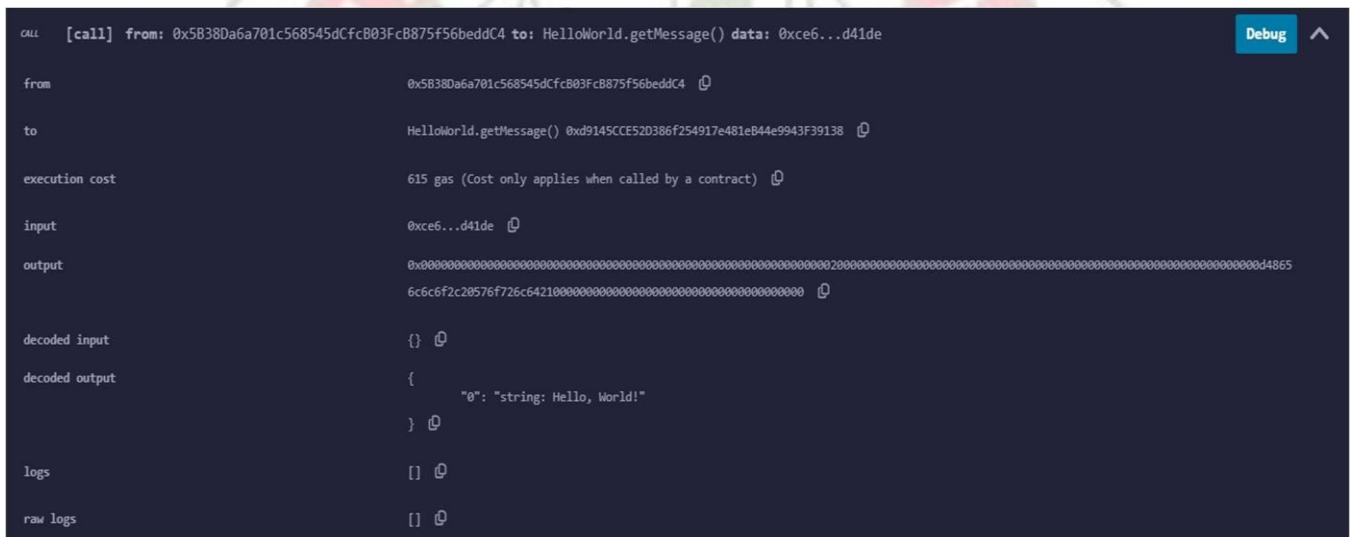 CALL [call] from: 0x5B38Da6a701c568545dCfcB03FcB875f56beddC4 to: HelloWorld.getMessage() data: 0xce6...d41de Debug
from 0x5B38Da6a701c568545dCfcB03FcB875f56beddC4
to HelloWorld.getMessage() 0xd9145CCE52D386f254917e481eB44e9943F39138
execution cost 615 gas (Cost only applies when called by a contract)
input 0xce6...d41de
output 0x0000000000000000000000000000000000000000000000000000000000000020000000000000000000000000000000000000000000000000000000000000000d4865
6c6c6f2c20576f726c642100000000000000000000000000000000000000
decoded input {}
decoded output {
"0": "string: Hello, World!"
}
logs []
raw logs []